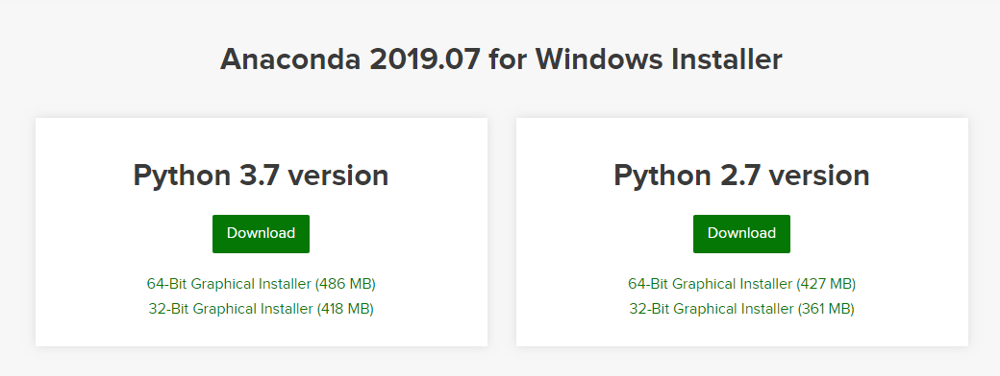 Anaconda 2019.07 for Windows Installer
Python 3.7 version
Download
64-Bit Graphical Installer (486 MB)
32-Bit Graphical Installer (418 MB)
Python 2.7 version
Download
64-Bit Graphical Installer (427 MB)
32-Bit Graphical Installer (361 MB)